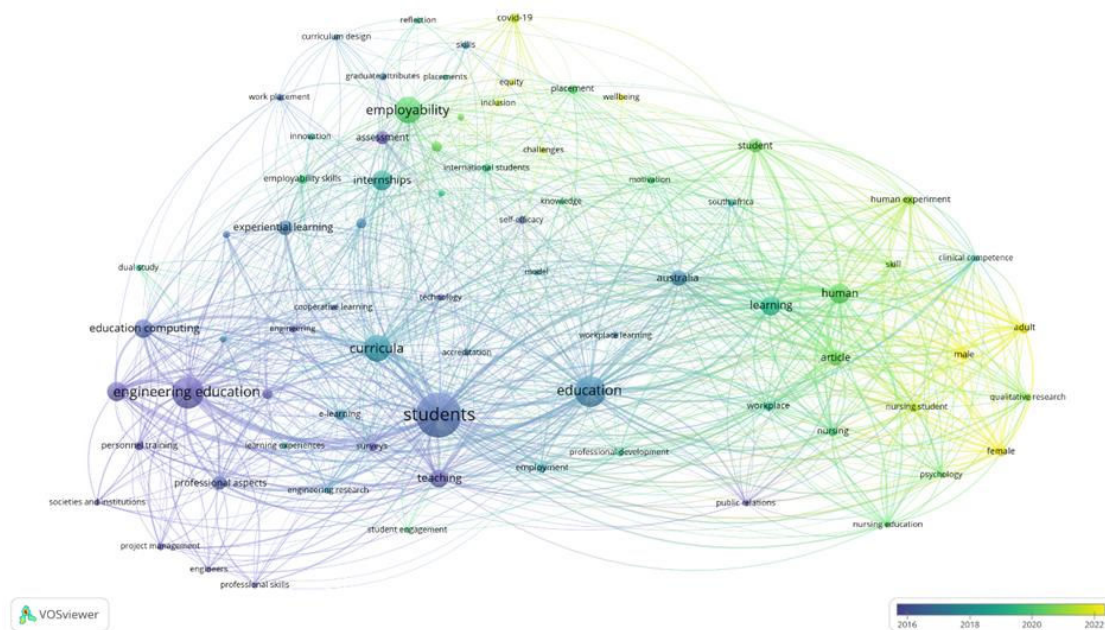 reflection
covid-19
curriculum design
skills
graduate attributes
placements
equity
placement
work placement
inclusion
wellbeing
employability
innovation
assessment
challenges
student
international students
employability skills
internships
motivation
knowledge
south africa
human experiment
self-efficacy
experiential learning
clinical competence
dual study
model
skill
australia
technology
human
cooperative learning
learning
education computing
engineering
workplace learning
adult
curricula
accreditation
article
male
engineering education
education
qualitative research
students
e-learning
workplace
nursing student
personnel training
learning experiences
surveys
nursing
professional development
female
professional aspects
teaching
employment
psychology
engineering research
societies and institutions
public relations
student engagement
nursing education
project management
engineers
professional skills
VOSviewer
2016 2018 2020 2022